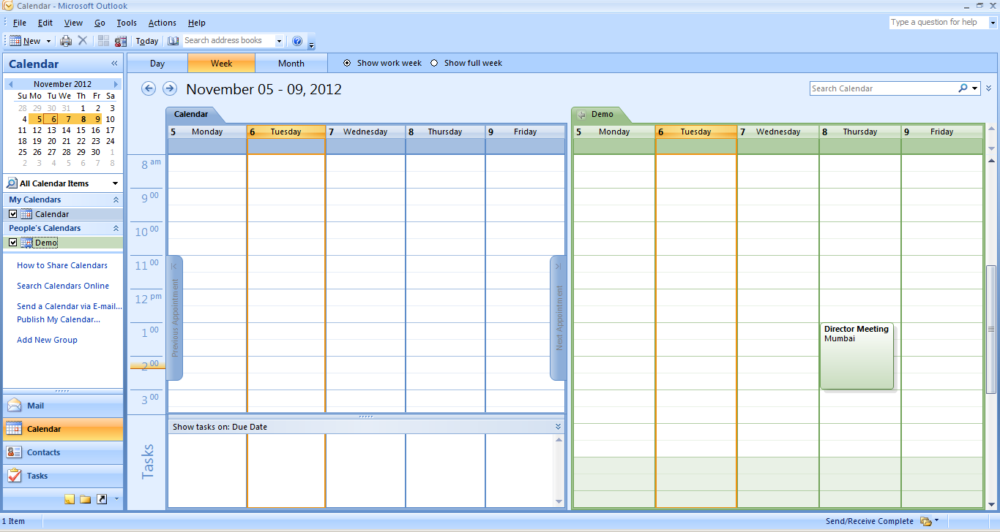 Calendar - Microsoft Outlook
File Edit View Go Tools Actions Help
Type a question for help
New Today Search address books
Calendar «
Day Week Month Show work week Show full week
November 2012
Su Mo Tu We Th Fr Sa
28 29 30 31 1 2 3
4 5 6 7 8 9 10
11 12 13 14 15 16 17
18 19 20 21 22 23 24
25 26 27 28 29 30 1
2 3 4 5 6 7 8
All Calendar Items
My Calendars
Calendar
People's Calendars
Demo
How to Share Calendars
Search Calendars Online
Send a Calendar via E-mail...
Publish My Calendar...
Add New Group
Mail
Calendar
Contacts
Tasks
November 05 - 09, 2012
Search Calendar
Calendar
5 Monday 6 Tuesday 7 Wednesday 8 Thursday 9 Friday
8 am
9 00
10 00
11 00
12 pm
1 00
2 00
3 00
Previous Appointment
Next Appointment
Show tasks on: Due Date
Tasks
Demo
5 Monday 6 Tuesday 7 Wednesday 8 Thursday 9 Friday
Director Meeting
Mumbai
1 Item
Send/Receive Complete